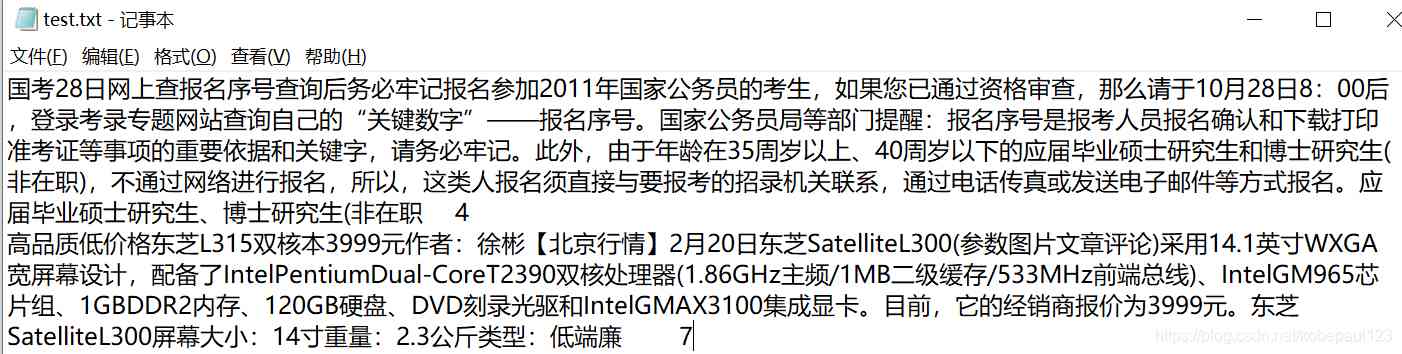 test.txt - 记事本
文件(F) 编辑(E) 格式(O) 查看(V) 帮助(H)
国考28日网上查报名序号查询后务必牢记报名参加2011年国家公务员的考生，如果您已通过资格审查，那么请于10月28日8：00后
，登录考录专题网站查询自己的“关键数字”——报名序号。国家公务员局等部门提醒：报名序号是报考人员报名确认和下载打印
准考证等事项的重要依据和关键字，请务必牢记。此外，由于年龄在35周岁以上、40周岁以下的应届毕业硕士研究生和博士研究生(
非在职)，不通过网络进行报名，所以，这类人报名须直接与要报考的招录机关联系，通过电话传真或发送电子邮件等方式报名。应
届毕业硕士研究生、博士研究生(非在职 4
高品质低价格东芝L315双核本3999元作者：徐彬【北京行情】2月20日东芝SatelliteL300(参数图片文章评论)采用14.1英寸WXGA
宽屏幕设计，配备了IntelPentiumDual-CoreT2390双核处理器(1.86GHz主频/1MB二级缓存/533MHz前端总线)、IntelGM965芯
片组、1GBDDR2内存、120GB硬盘、DVD刻录光驱和IntelGMAX3100集成显卡。目前，它的经销商报价为3999元。东芝
SatelliteL300屏幕大小：14寸重量：2.3公斤类型：低端廉 7
https://blog.csdn.net/kobepaul123